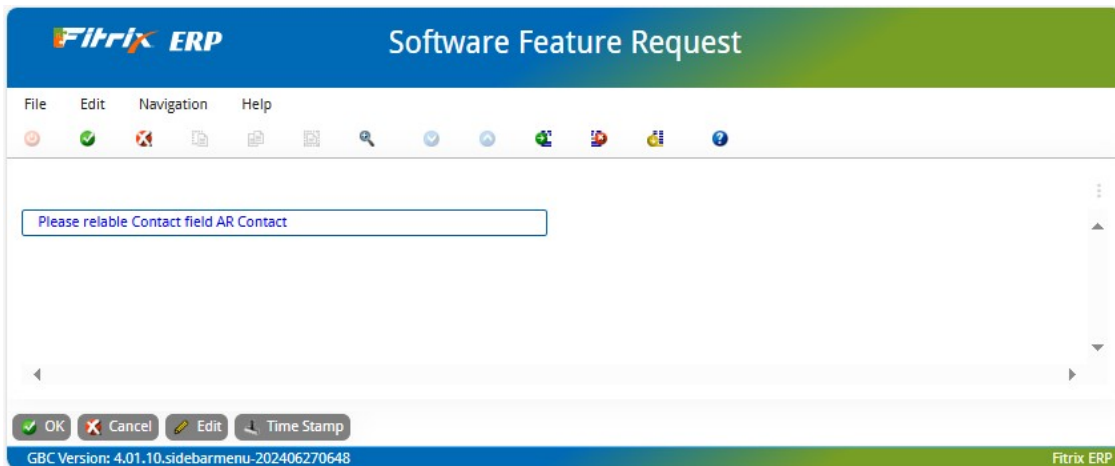 Fitrix ERP
Software Feature Request
File Edit Navigation Help
Please relable Contact field AR Contact
OK Cancel Edit Time Stamp
GBC Version: 4.01.10.sidebarmenu-202406270648 Fitrix ERP